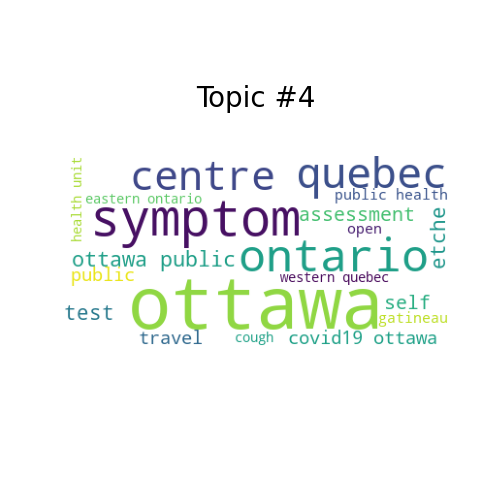 Topic #4
health unit
centre
quebec
eastern ontario
public health
symptom
assessment
etche
open
ottawa public
ontario
public
western quebec
ottawa
self
test
gatineau
travel
cough
covid19 ottawa